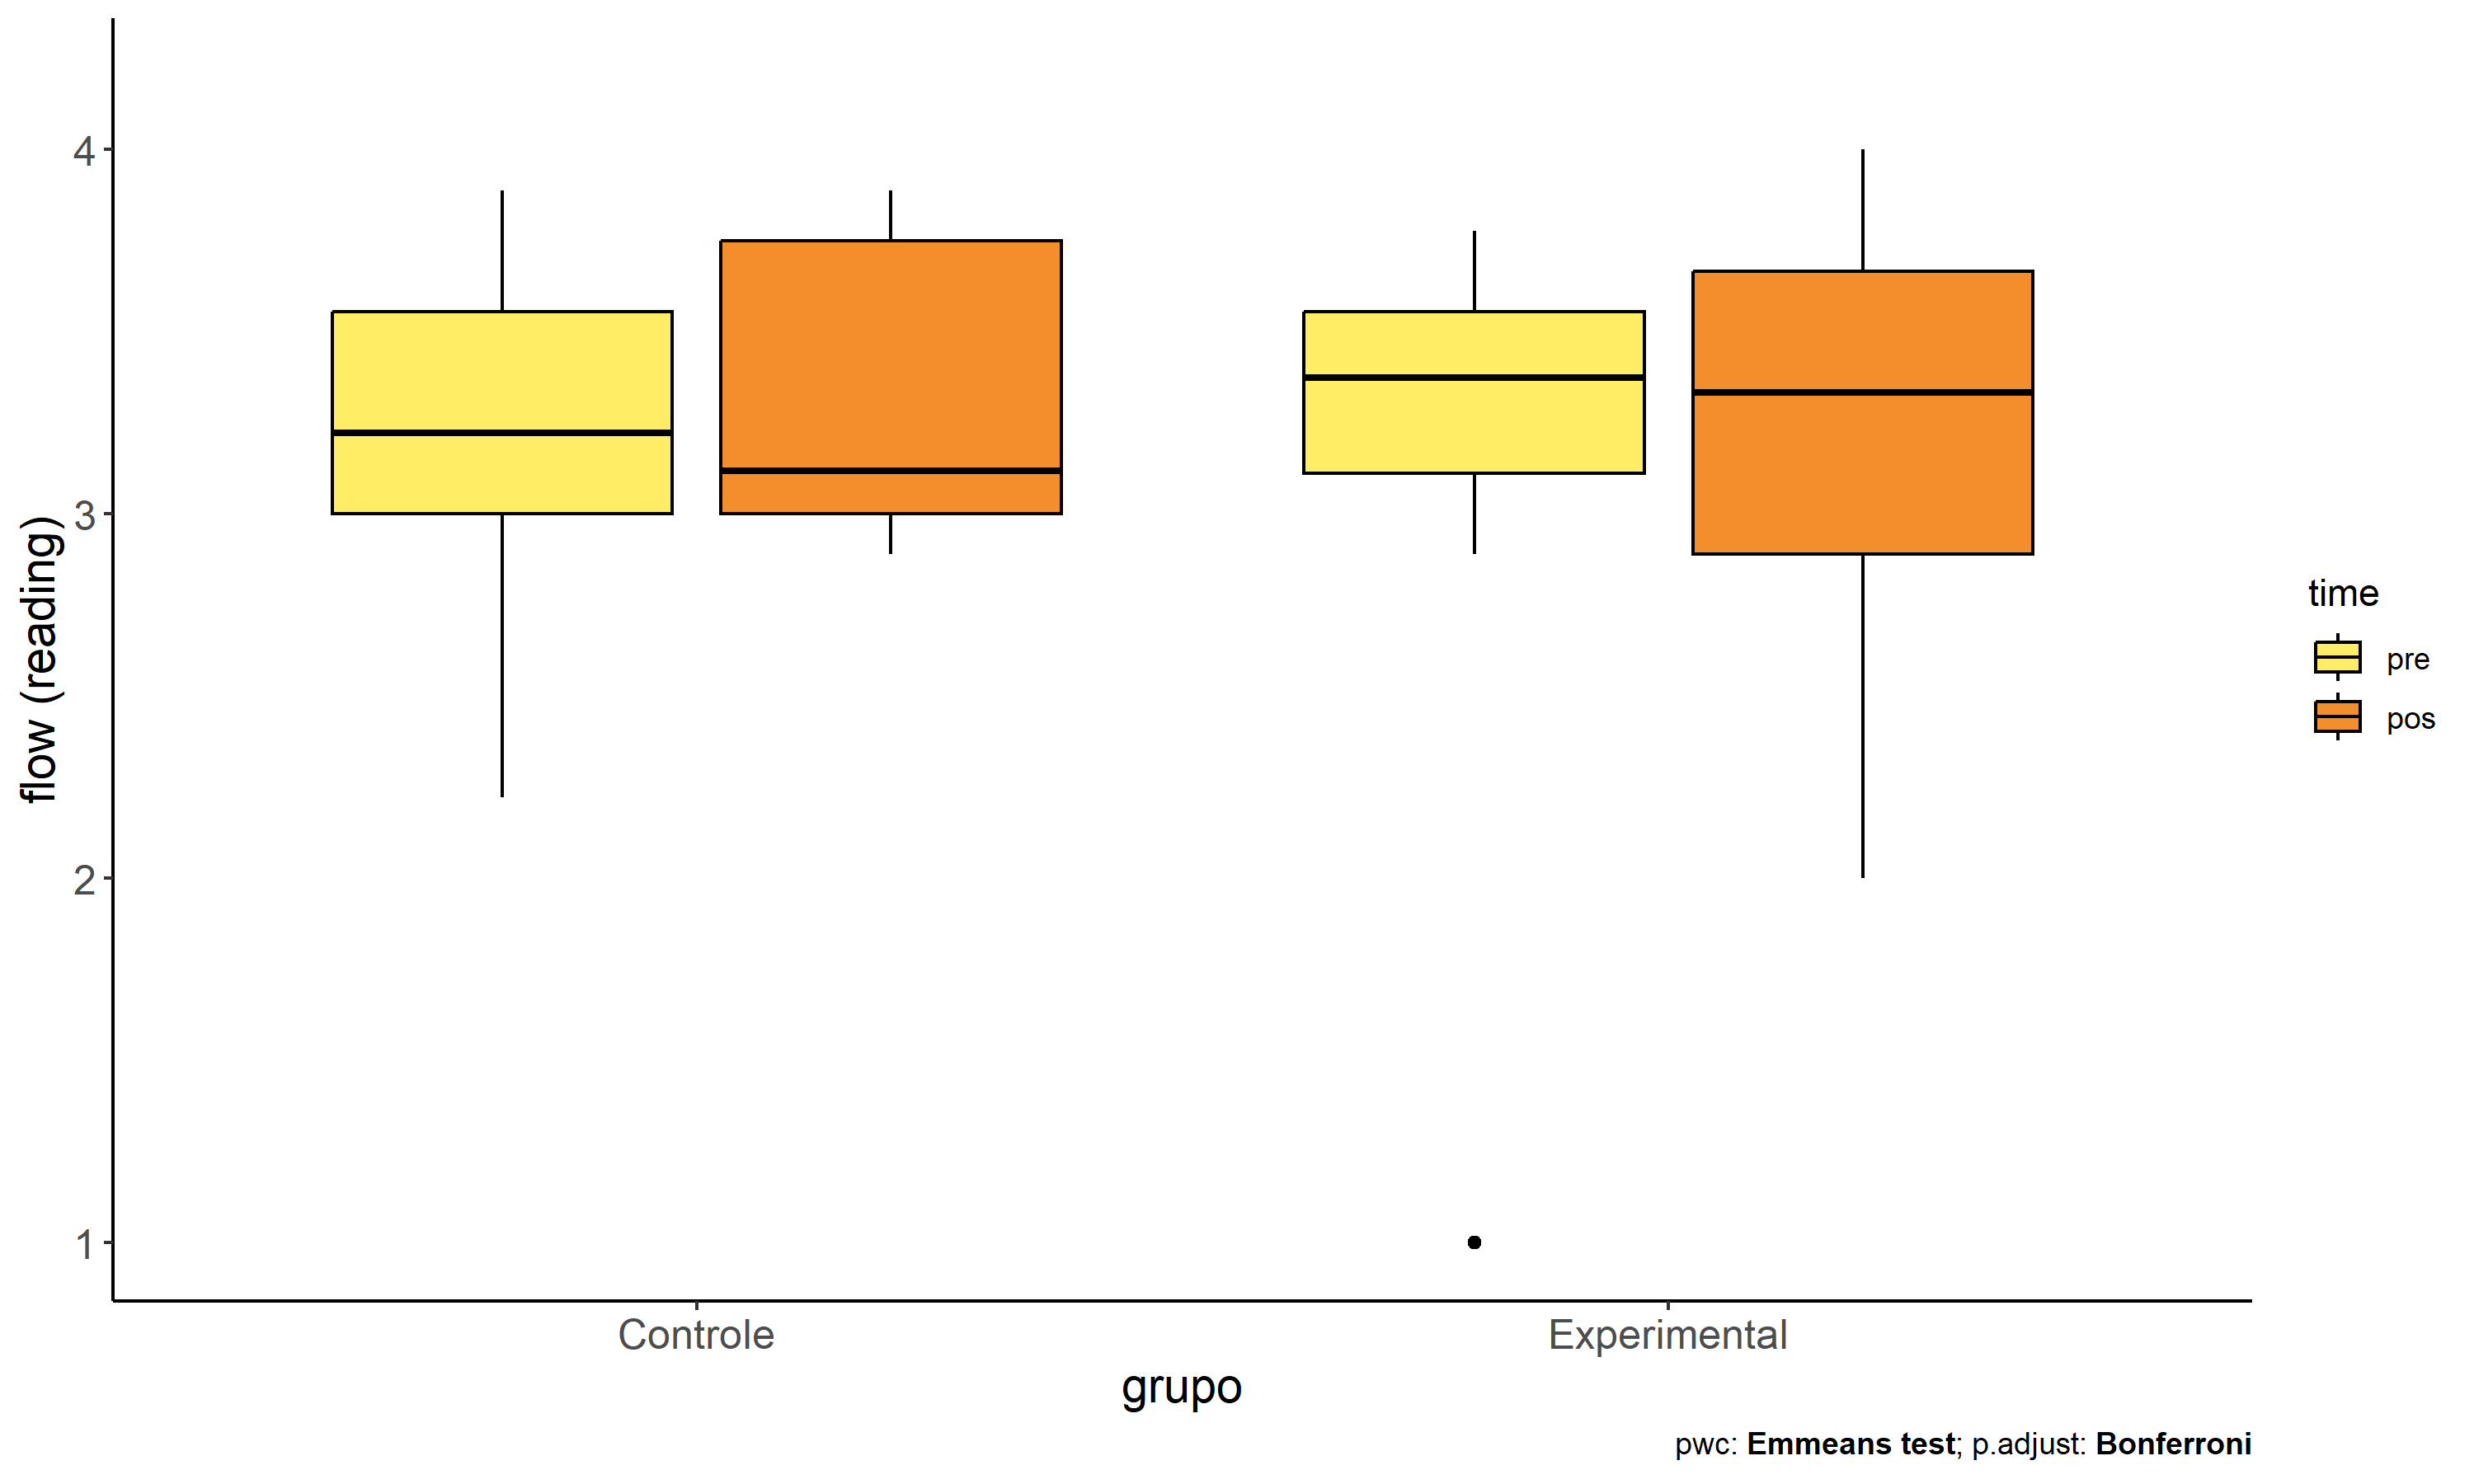 flow (reading)
4
3
2
1
Controle
Experimental
grupo
time
pre
pos
pwc: Emmeans test; p.adjust: Bonferroni